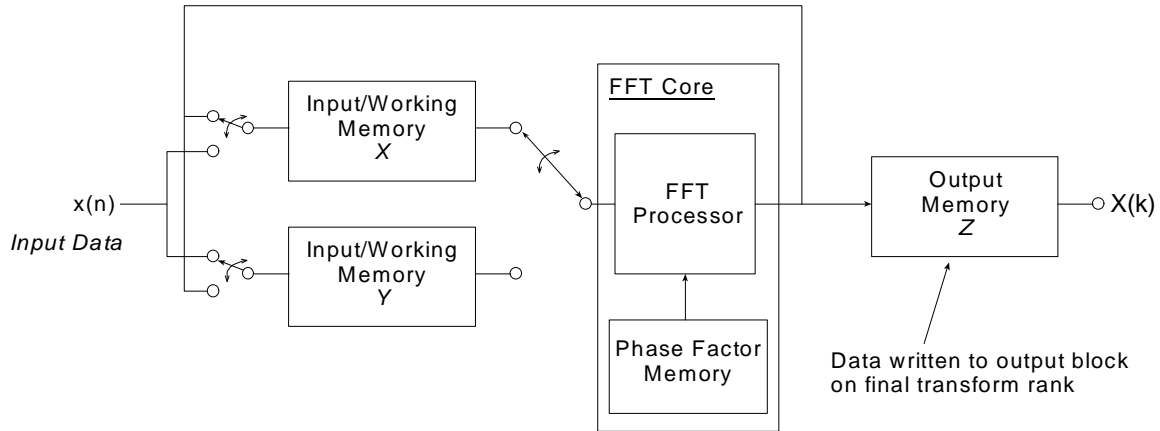 FFT Core
Input/Working
Memory
X
FFT
Processor
Output
Memory
Z
X(k)
x(n)
Input Data
Input/Working
Memory
Y
Phase Factor
Memory
Data written to output block
on final transform rank